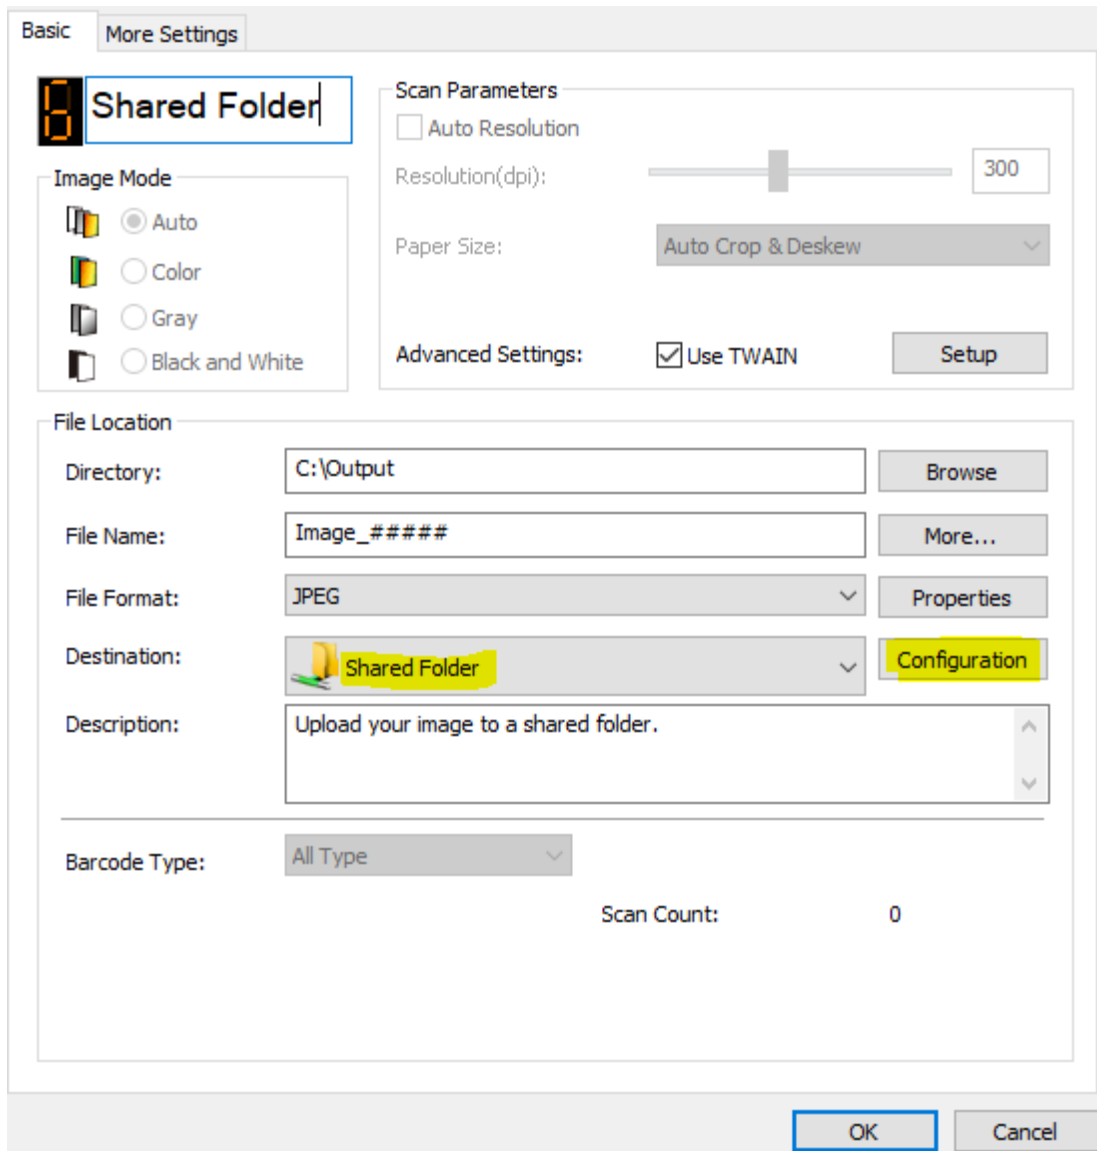 Basic
More Settings
Shared Folder
Scan Parameters
Auto Resolution
Resolution(dpi):
300
Paper Size:
Auto Crop & Deskew
Advanced Settings:
Use TWAIN
Setup
Image Mode
Auto
Color
Gray
Black and White
File Location
Directory:
C:\Output
Browse
File Name:
Image_#####
More...
File Format:
JPEG
Properties
Destination:
Shared Folder
Configuration
Description:
Upload your image to a shared folder.
Barcode Type:
All Type
Scan Count:
0
OK
Cancel